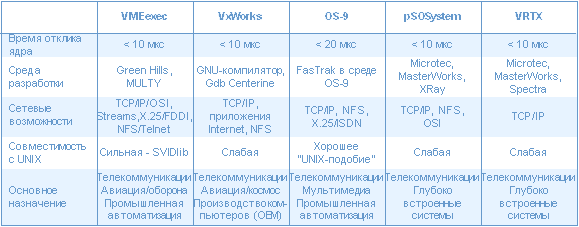 VMEexec VxWorks OS-9 pSOSystem VRTX
Время отклика ядра < 10 мкс < 10 мкс < 20 мкс < 10 мкс < 10 мкс
Среда разработки Green Hills, MULTY GNU-компилятор, Gdb Centerine FasTrak в среде OS-9 Microtec, MasterWorks, XRay Microtec, MasterWorks, Spectra
Сетевые возможности TCP/IP/OSI, Streams,X.25/FDDI, NFS/Telnet TCP/IP, приложения Internet, NFS TCP/IP, NFS, X.25/ISDN TCP/IP, NFS, OSI TCP/IP
Совместимость с UNIX Сильная - SVIDlib Слабая Хорошее "UNIX-подобие" Слабая Слабая
Основное назначение Телекоммуникации Авиация/оборона Промышленная автоматизация Телекоммуникации Авиация/космос Производствоком- пьютеров (OEM) Телекоммуникации Мультимедиа Промышленная автоматизация Телекоммуникации Глубоко встроенные системы Телекоммуникации Глубоко встроенные системы